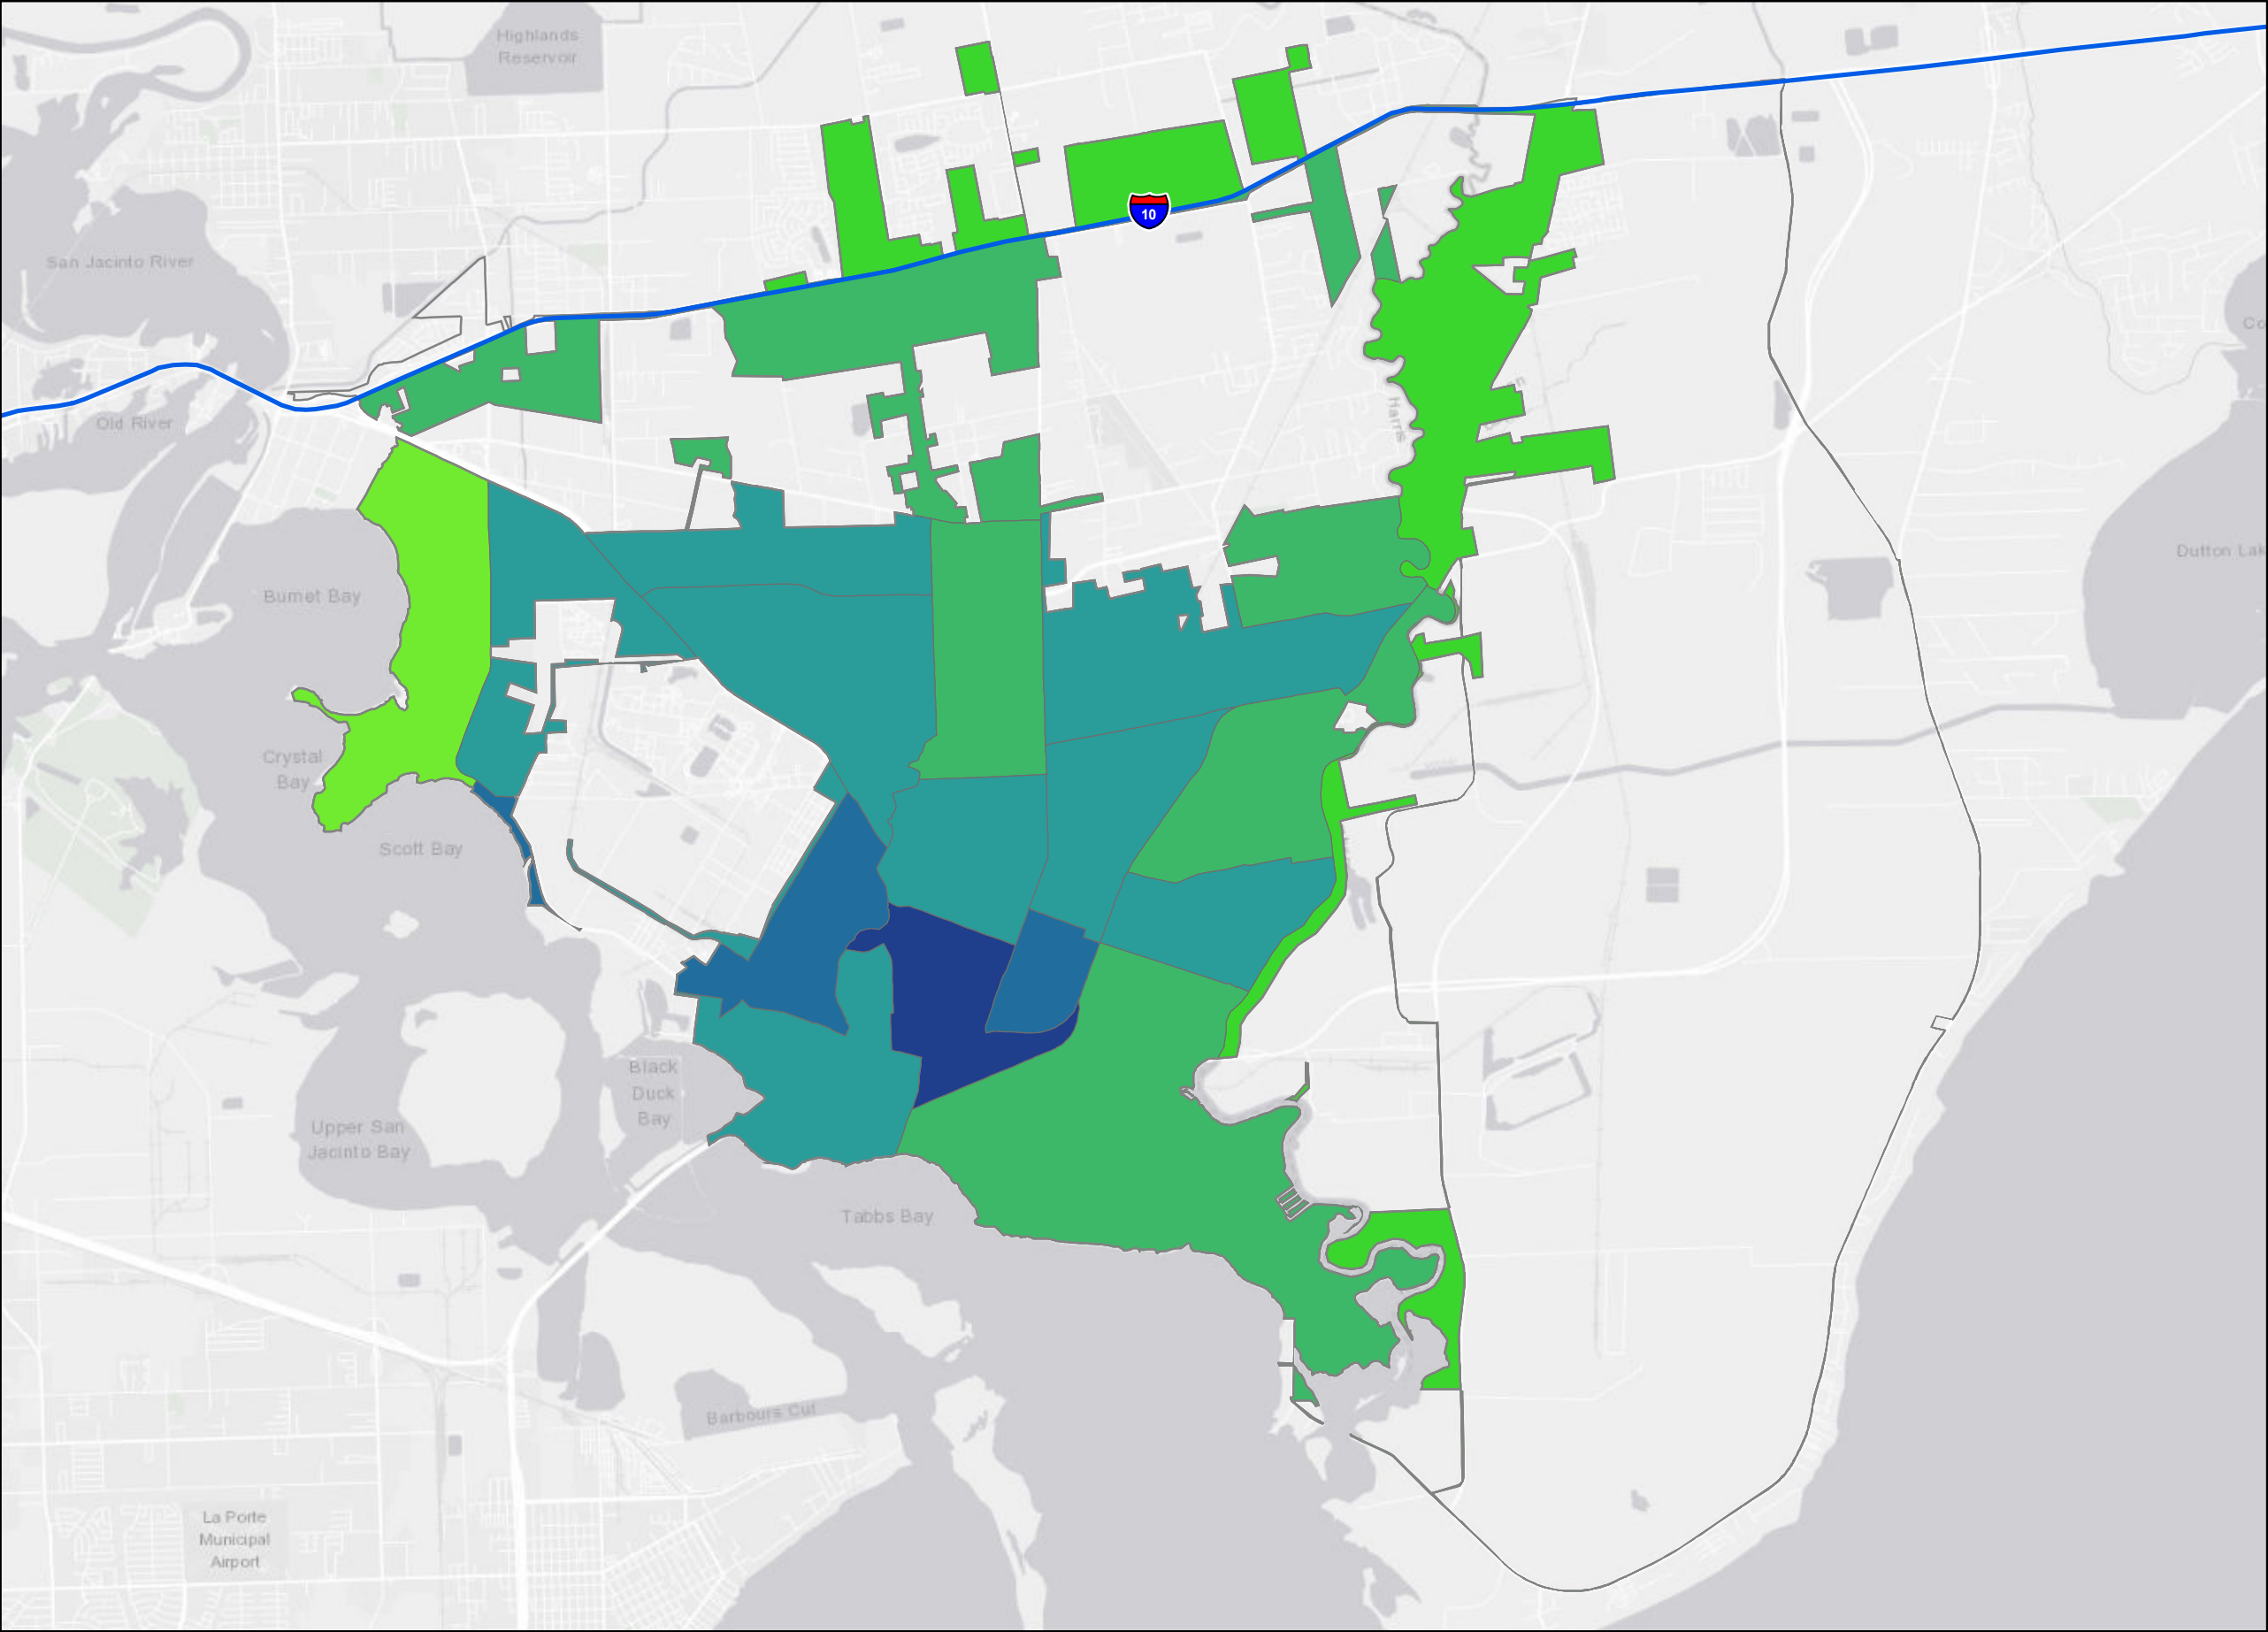 Highlands
Reservoir
10
San Jacinto River
Old River
Harris
Dutton Lak
Burnet Bay
Crystal
Bay
Scott Bay
Black
Duck
Bay
Upper San
Jacinto Bay
Tabbs Bay
Barbours Cut
La Porte
Municipal
Airport